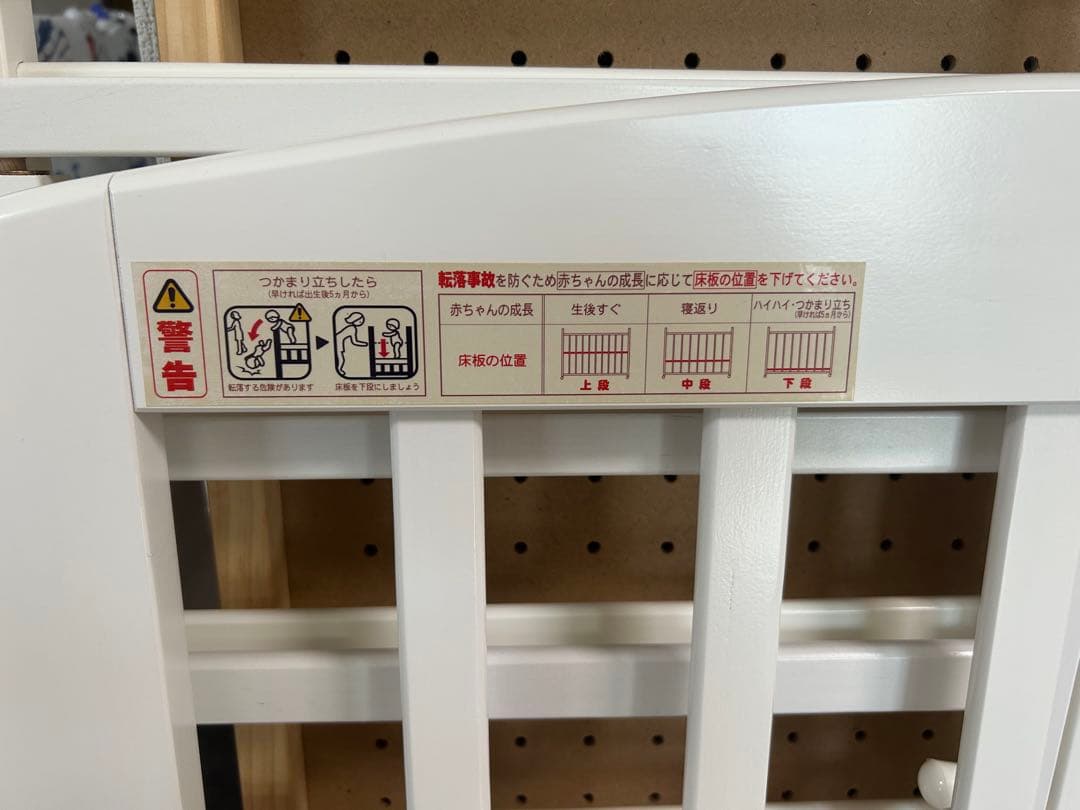 警告
つかまり立ちしたら
(早ければ出生後5ヵ月から)
転落する危険があります
床板を下段にしましょう
転落事故を防ぐため赤ちゃんの成長に応じて床板の位置を下げてください。
赤ちゃんの成長
生後すぐ
寝返り
ハイハイ・つかまり立ち
(早ければ5ヵ月から)
床板の位置
上段
中段
下段